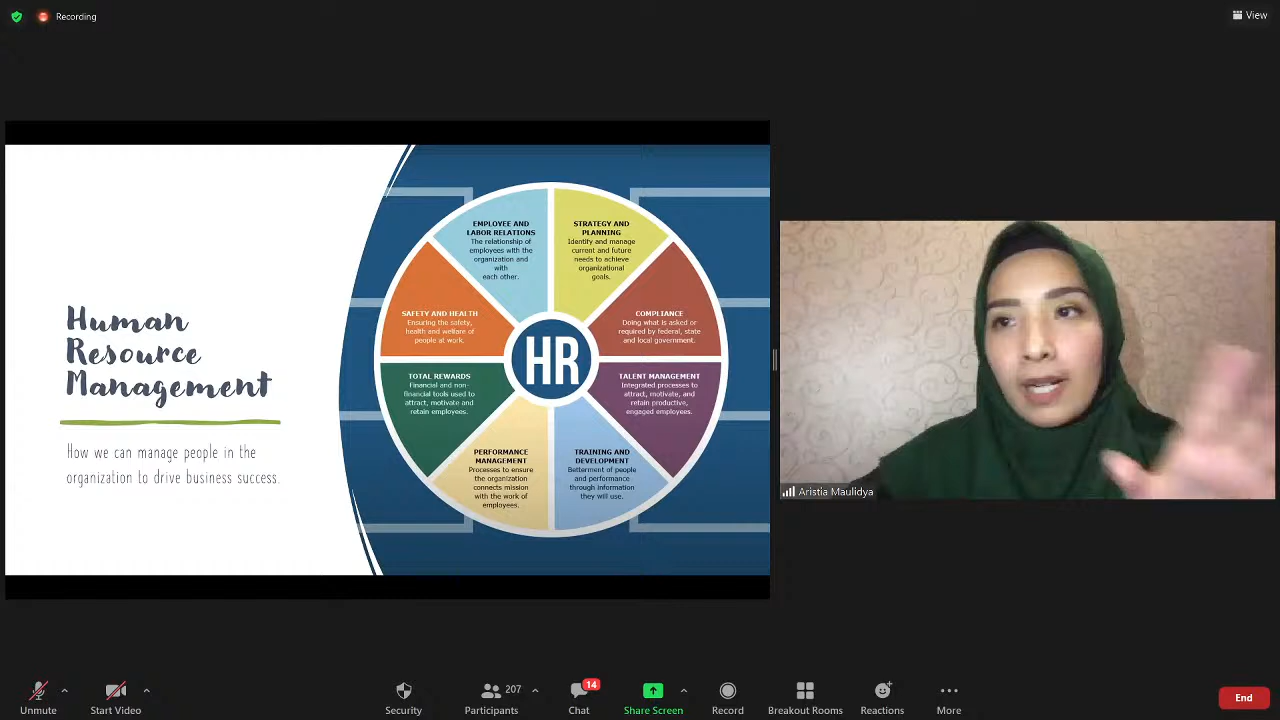 Recording
View
Human
Resource
Management
How we can manage people in the
organization to drive business success.
EMPLOYEE AND
LABOR RELATIONS
The relationship of
employees with the
organization and
with
each other.
STRATEGY AND
PLANNING
Identify and manage
current and future
needs to achieve
organizational
goals.
SAFETY AND HEALTH
Ensuring the safety,
health and welfare of
people at work.
COMPLIANCE
Doing what is asked or
required by federal, state
and local government.
HR
TOTAL REWARDS
Financial and non-
financial tools used to
attract, motivate and
retain employees.
TALENT MANAGEMENT
Integrated processes to
attract, motivate, and
retain productive,
engaged employees.
PERFORMANCE
MANAGEMENT
Processes to ensure
the organization
connects mission
with the work of
employees.
TRAINING AND
DEVELOPMENT
Betterment of people
and performance
through information
they will use.
Aristia Maulidya
Unmute
Start Video
Security
207
Participants
14
Chat
Share Screen
Record
Breakout Rooms
Reactions
More
End